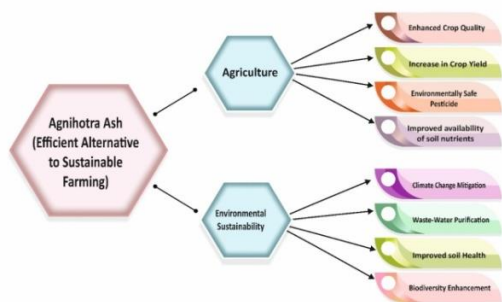 Agnihotra Ash
(Efficient Alternative
to Sustainable
Farming)
Agriculture
Enhanced Crop Quality
Increase in Crop Yield
Environmentally Safe
Pesticide
Improved availability
of soil nutrients
Environmental
Sustainability
Climate Change Mitigation
Waste-Water Purification
Improved soil Health
Biodiversity Enhancement